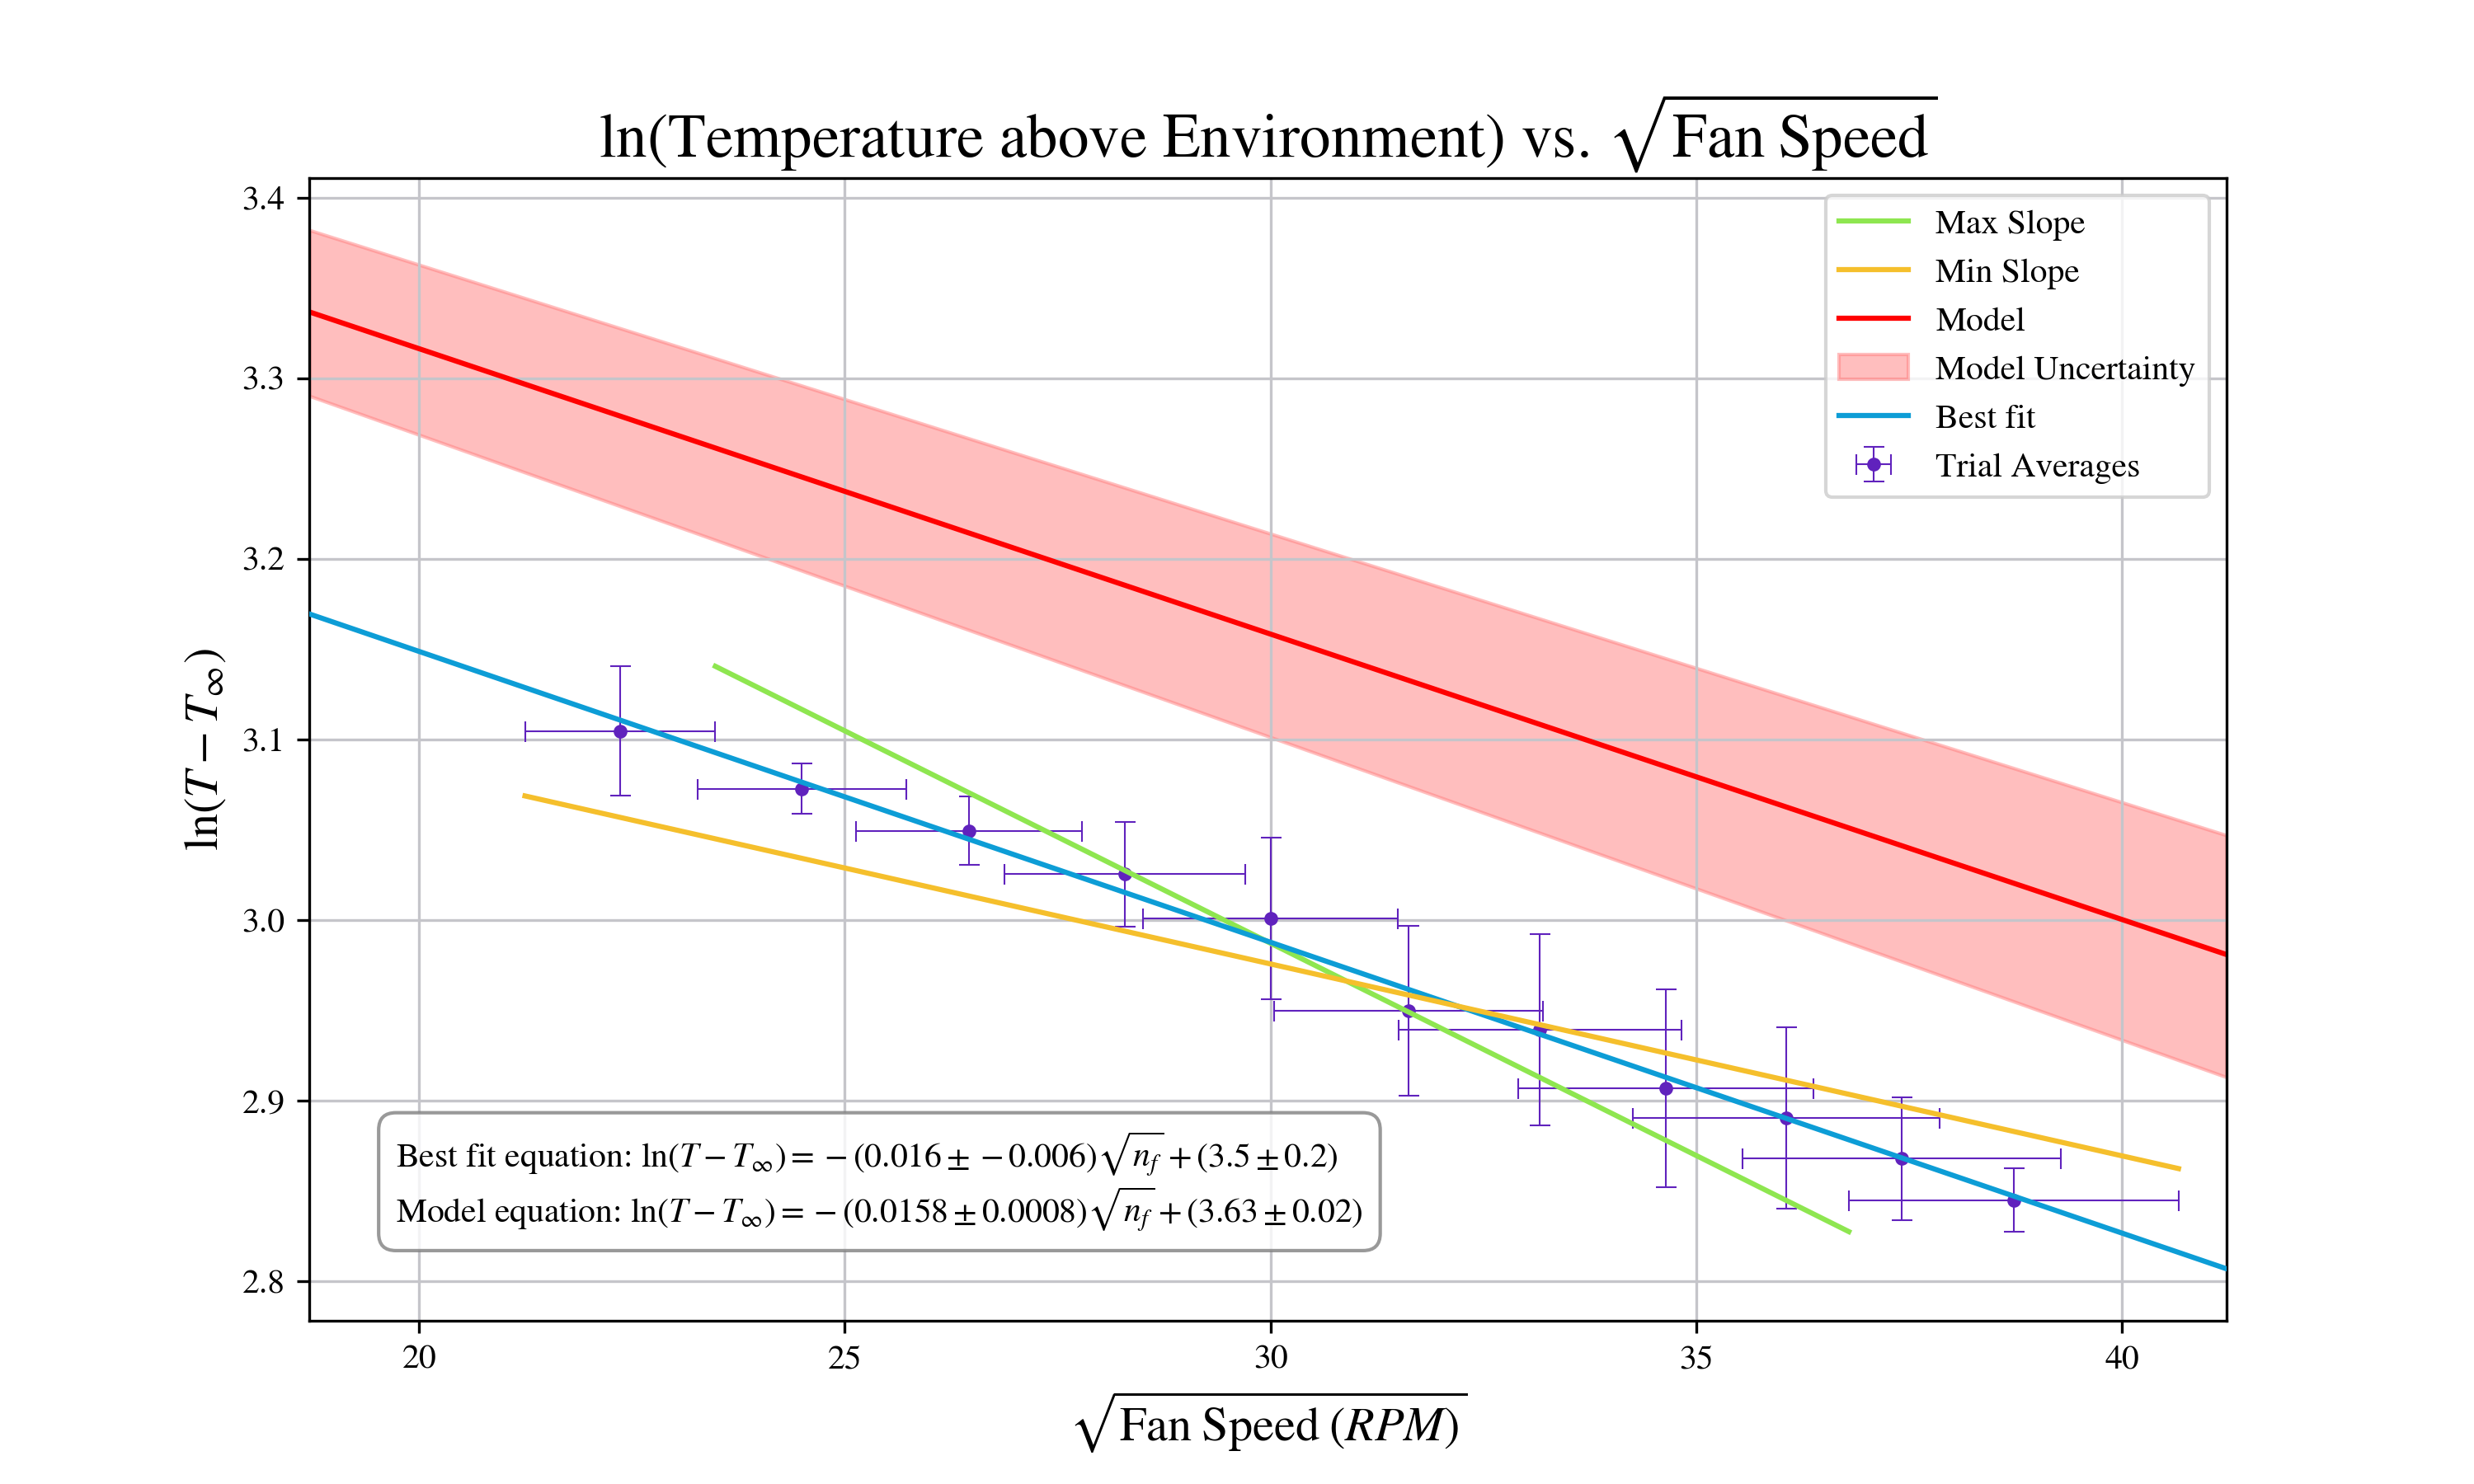 ln(Temperature above Environment) vs. √Fan Speed
3.4
3.3
3.2
3.1
3.0
2.9
2.8
ln(T − T∞)
Max Slope
Min Slope
Model
Model Uncertainty
Best fit
Trial Averages
Best fit equation: ln(T − T∞) = −(0.016 ± −0.006)√n_f + (3.5 ± 0.2)
Model equation: ln(T − T∞) = −(0.0158 ± 0.0008)√n_f + (3.63 ± 0.02)
20 25 30 35 40
√Fan Speed (RPM)